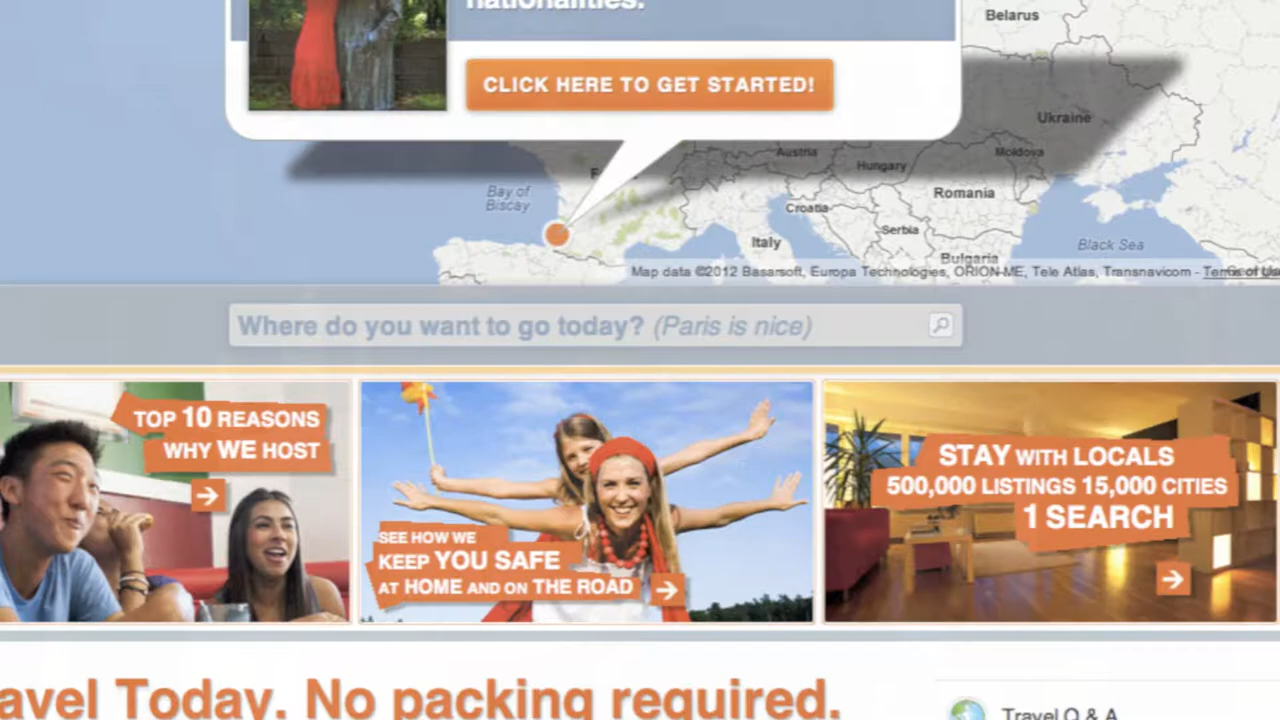 nationalities.
CLICK HERE TO GET STARTED!
Belarus
Ukraine
Austria
Hungary
Moldova
Bay of
Biscay
Romania
Croatia
Serbia
Italy
Black Sea
Bulgaria
Map data ©2012 Basarsoft, Europa Technologies, ORION-ME, Tele Atlas, Transnavicom -
Where do you want to go today? (Paris is nice)
TOP 10 REASONS
WHY WE HOST
SEE HOW WE
KEEP YOU SAFE
AT HOME AND ON THE ROAD
STAY WITH LOCALS
500,000 LISTINGS 15,000 CITIES
1 SEARCH
avel Today. No packing required.
Travel Q & A